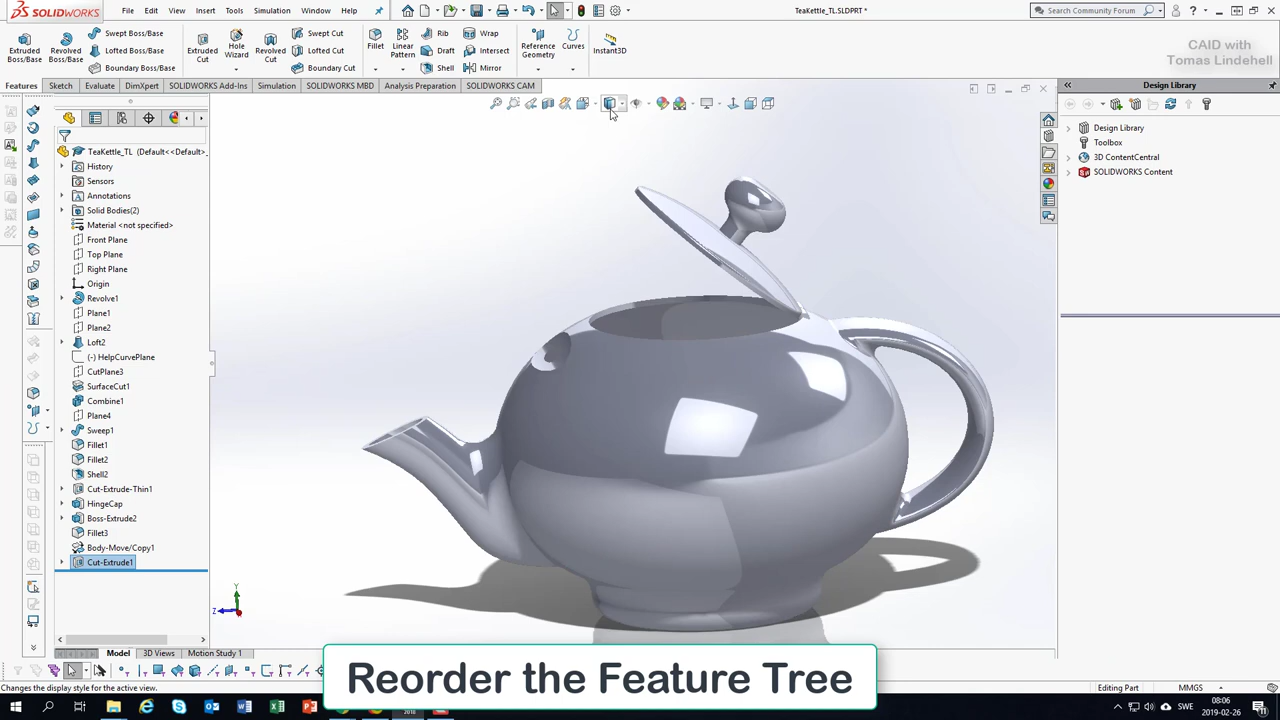 SOLIDWORKS
File Edit View Insert Tools Simulation Window Help
TeaKettle_TL.SLDPRT *
Search Community Forum
CAID with
Tomas Lindehell
Extruded Boss/Base
Revolved Boss/Base
Swept Boss/Base
Lofted Boss/Base
Boundary Boss/Base
Extruded Cut
Hole Wizard
Revolved Cut
Swept Cut
Lofted Cut
Boundary Cut
Fillet
Linear Pattern
Rib
Draft
Shell
Wrap
Intersect
Mirror
Reference Geometry
Curves
Instant3D
Features Sketch Evaluate DimXpert SOLIDWORKS Add-Ins Simulation SOLIDWORKS MBD Analysis Preparation SOLIDWORKS CAM
TeaKettle_TL (Default<<Default>_
History
Sensors
Annotations
Solid Bodies(2)
Material <not specified>
Front Plane
Top Plane
Right Plane
Origin
Revolve1
Plane1
Plane2
Loft2
(-) HelpCurvePlane
CutPlane3
SurfaceCut1
Combine1
Plane4
Sweep1
Fillet1
Fillet2
Shell2
Cut-Extrude-Thin1
HingeCap
Boss-Extrude2
Fillet3
Body-Move/Copy1
Cut-Extrude1
Design Library
Design Library
Toolbox
3D ContentCentral
SOLIDWORKS Content
Y
Z
Model 3D Views Motion Study 1
Reorder the Feature Tree
Changes the display style for the active view.
Editing Part MMGS
SWE
08:06
2019-02-26
2018